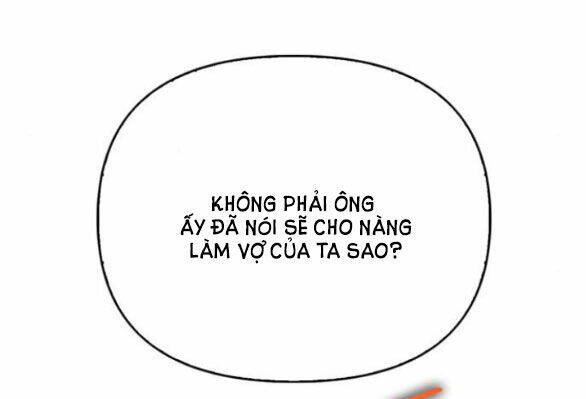 KHÔNG PHẢI ÔNG
ẤY ĐÃ NÓI SẼ CHO NÀNG
LÀM VỢ CỦA TA SAO?